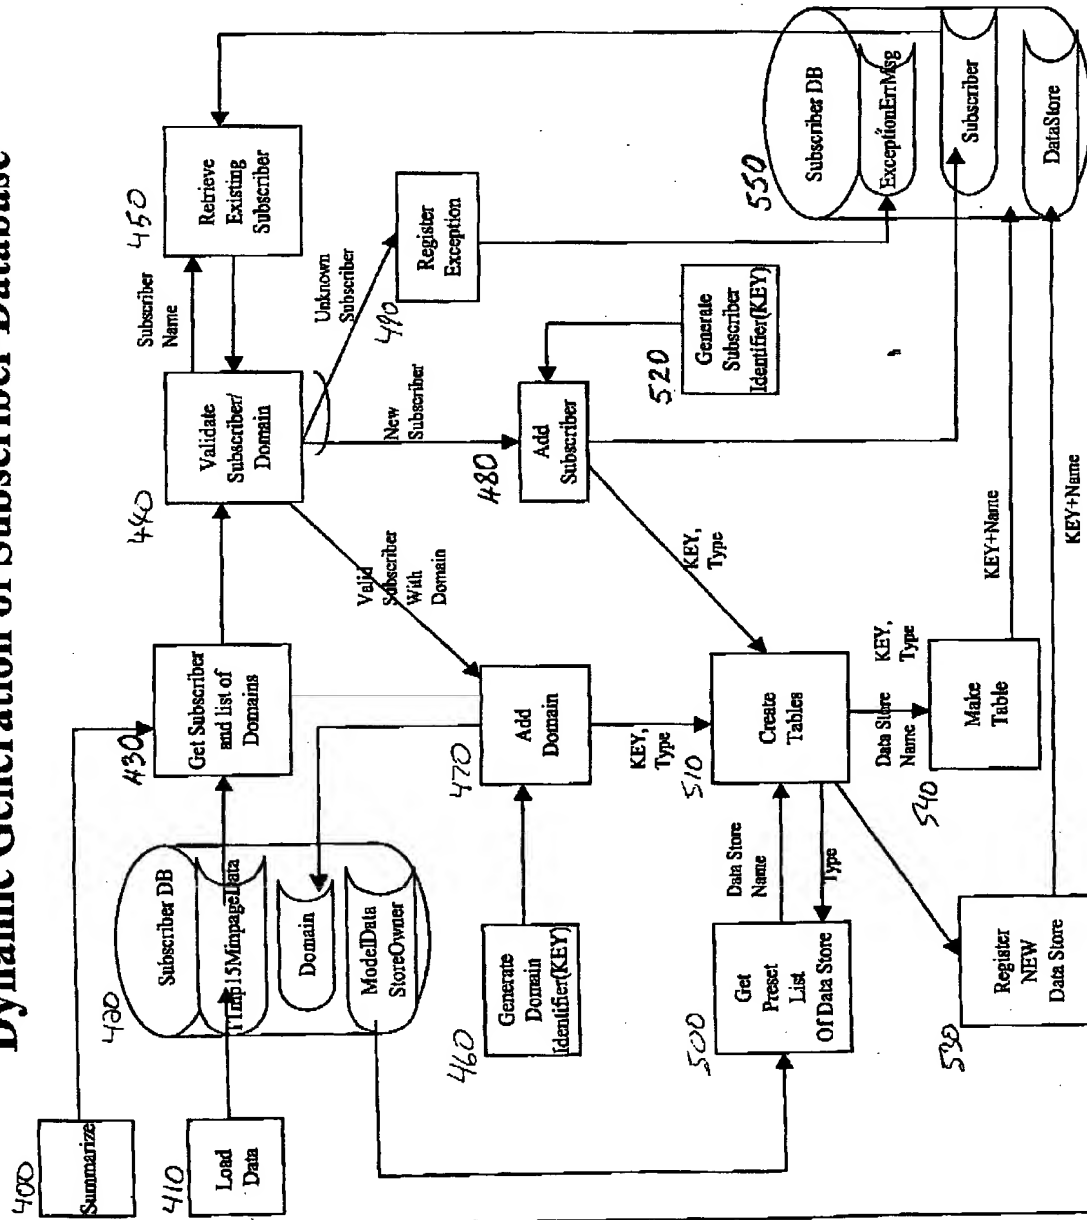 Dynamic Generation of Subscriber Database
400
Summarize
410
Load
Data
420
Subscriber DB
TTmp15MinpageData
Domain
ModelData
StoreOwner
430
Get Subscriber
and list of
Domains
440
Validate
Subscriber/
Domain
Subscriber
Name
450
Retrieve
Existing
Subscriber
Unknown
Subscriber
490
Register
Exception
New
Subscriber
Valid
Subscriber
With
Domain
460
Generate
Domain
Identifier(KEY)
470
Add
Domain
KEY,
Type
480
Add
Subscriber
KEY,
Type
520
Generate
Subscriber
Identifier(KEY)
500
Get
Preset
List
Of Data Store
Data Store
Name
Type
510
Create
Tables
Data Store
Name
KEY,
Type
530
Register
NEW
Data Store
540
Make
Table
KEY+Name
KEY+Name
550
Subscriber DB
ExceptionErrMsg
Subscriber
DataStore